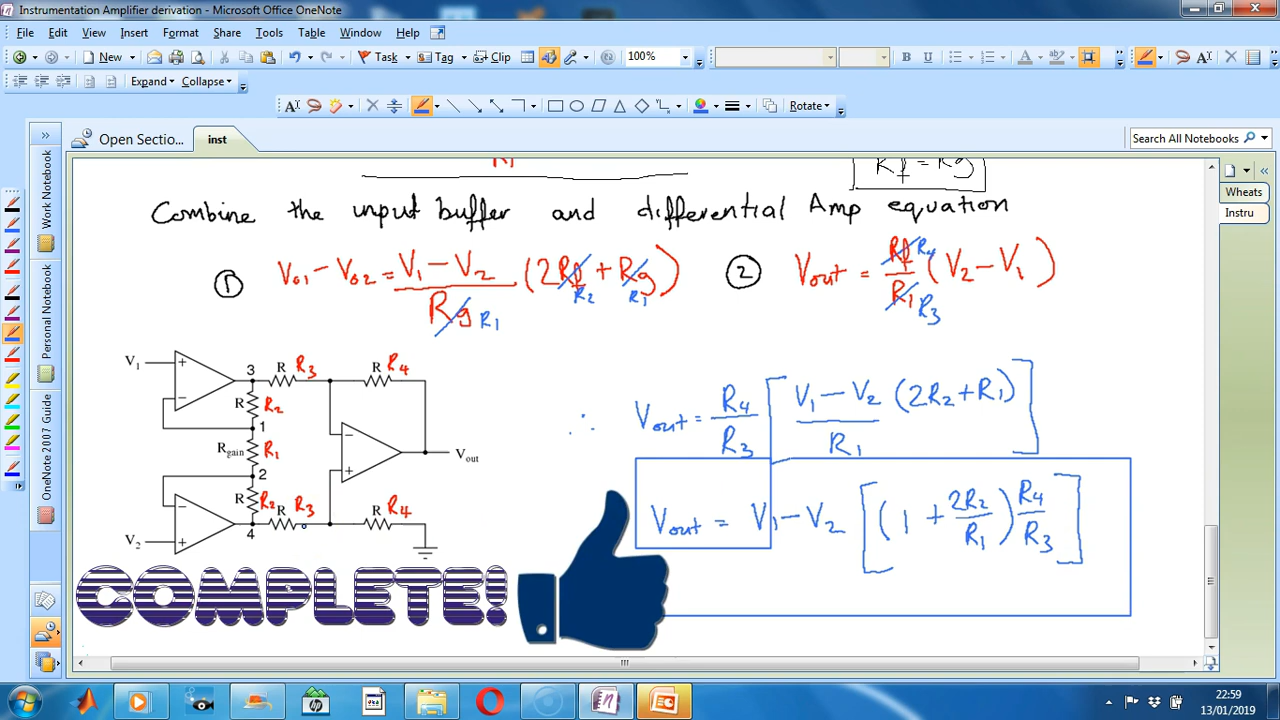 Instrumentation Amplifier derivation - Microsoft Office OneNote
File Edit View Insert Format Share Tools Table Window Help
New Task Tag Clip 100% B U
Expand Collapse
Rotate
Open Sectio... inst Search All Notebooks
Wheats
Instru
Work Notebook
Personal Notebook
OneNote 2007 Guide
R1
Rf = Rg
Combine the input buffer and differential Amp equation
① Vo1 - Vo2 = V1 - V2 / Rg R1 (2Rf R2 + Rg R1)
② Vout = Rf R4 / R1 R3 (V2 - V1)
V1 + - 3 R R3 R R4
R R2
1
Rgain R1
- + Vout
2
R R2 R R3 R R4
V2 - + 4
∴ Vout = R4 / R3 [ V1 - V2 / R1 (2R2 + R1) ]
Vout = V1 - V2 [ (1 + 2R2 / R1) R4 / R3 ]
COMPLETE!
22:59
13/01/2019